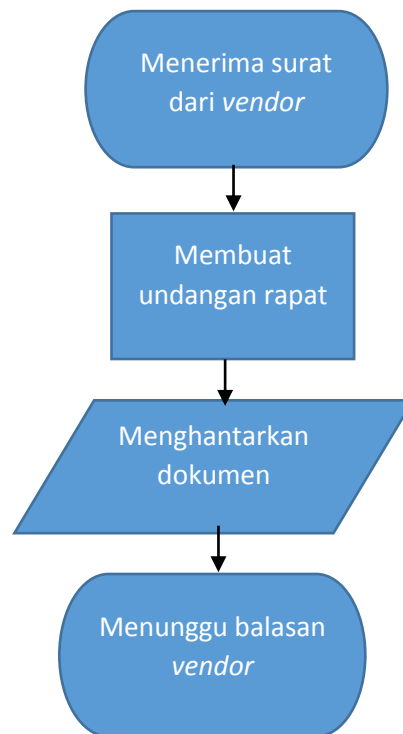 Menerima surat
dari vendor
Membuat
undangan rapat
Menghantarkan
dokumen
Menunggu balasan
vendor